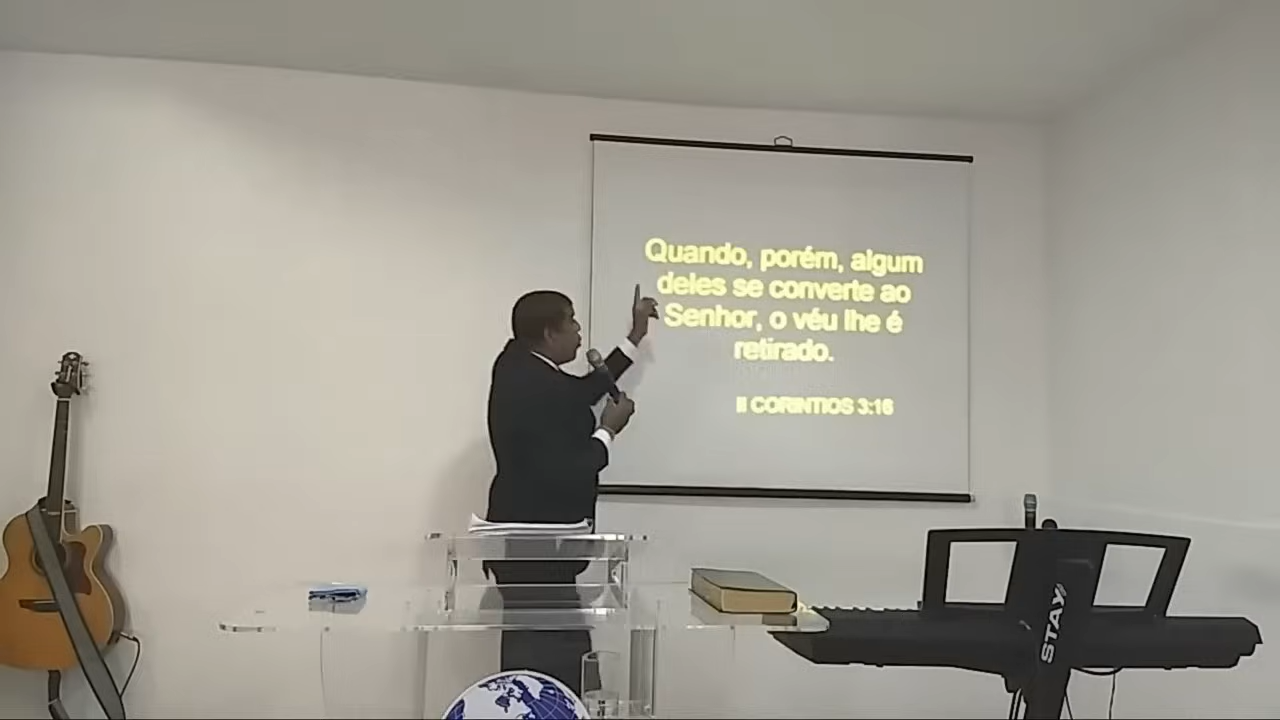 Quando, porém, algum
deles se converte ao
Senhor, o véu lhe é
retirado.
II CORINTIOS 3:16
STAY